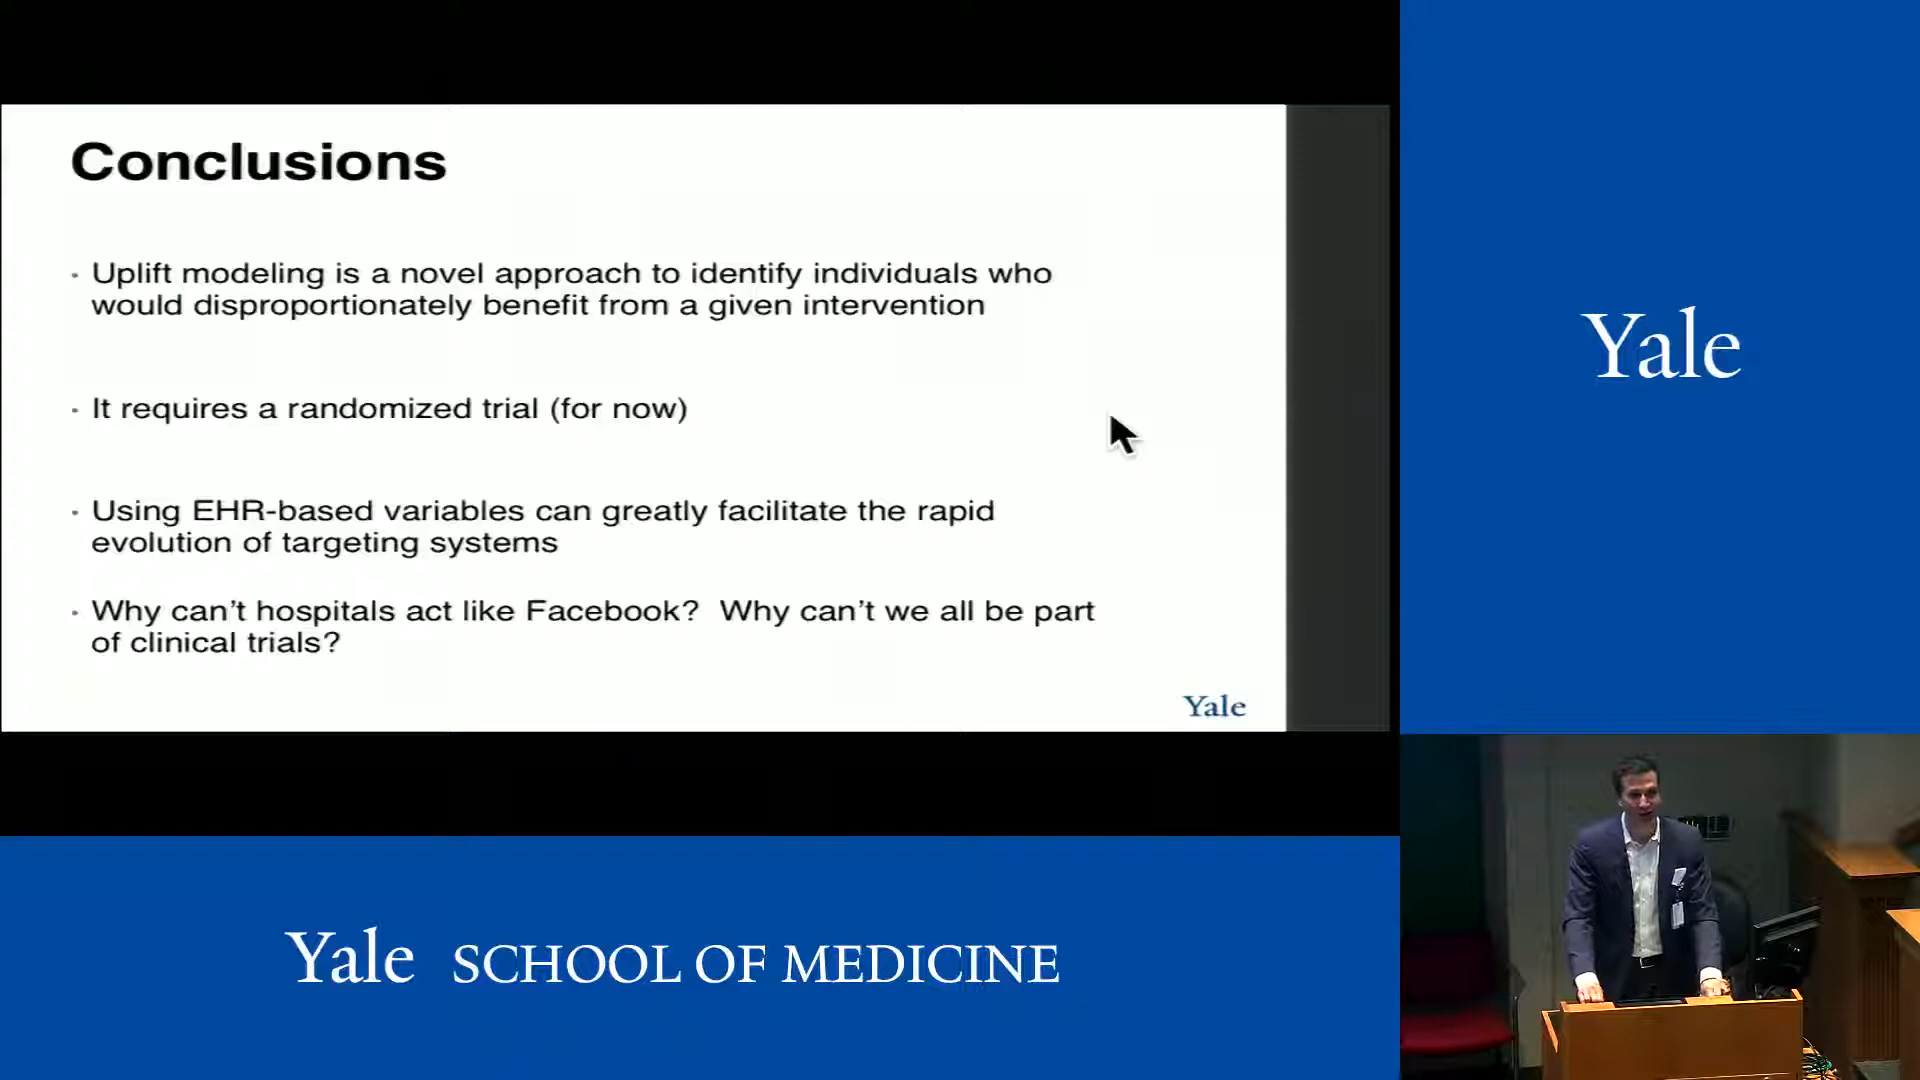 Conclusions
· Uplift modeling is a novel approach to identify individuals who
would disproportionately benefit from a given intervention
· It requires a randomized trial (for now)
· Using EHR-based variables can greatly facilitate the rapid
evolution of targeting systems
· Why can't hospitals act like Facebook?  Why can't we all be part
of clinical trials?
Yale
Yale
Yale SCHOOL OF MEDICINE